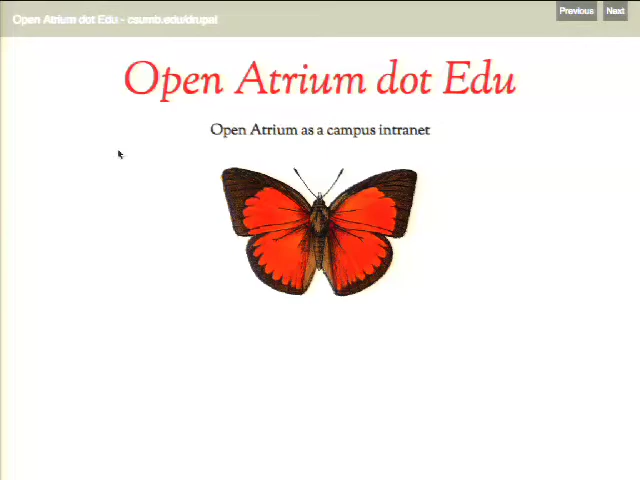 Open Atrium dot Edu - csumb.edu/drupal
Previous Next
Open Atrium dot Edu
Open Atrium as a campus intranet